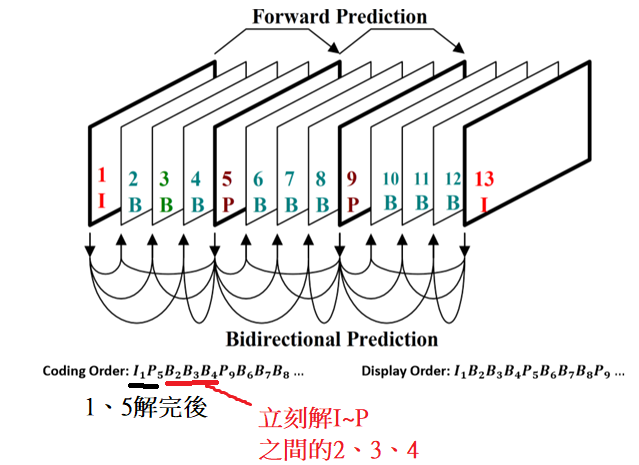 Forward Prediction
1 2 3 4 5 6 7 8 9 10 11 12 13
I B B B P B B B P B B B I
Bidirectional Prediction
Coding Order: I₁P₅B₂B₃B₄P₉B₆B₇B₈ ...
Display Order: I₁B₂B₃B₄P₅B₆B₇B₈P₉ ...
1、5解完後
立刻解I~P
之間的2、3、4